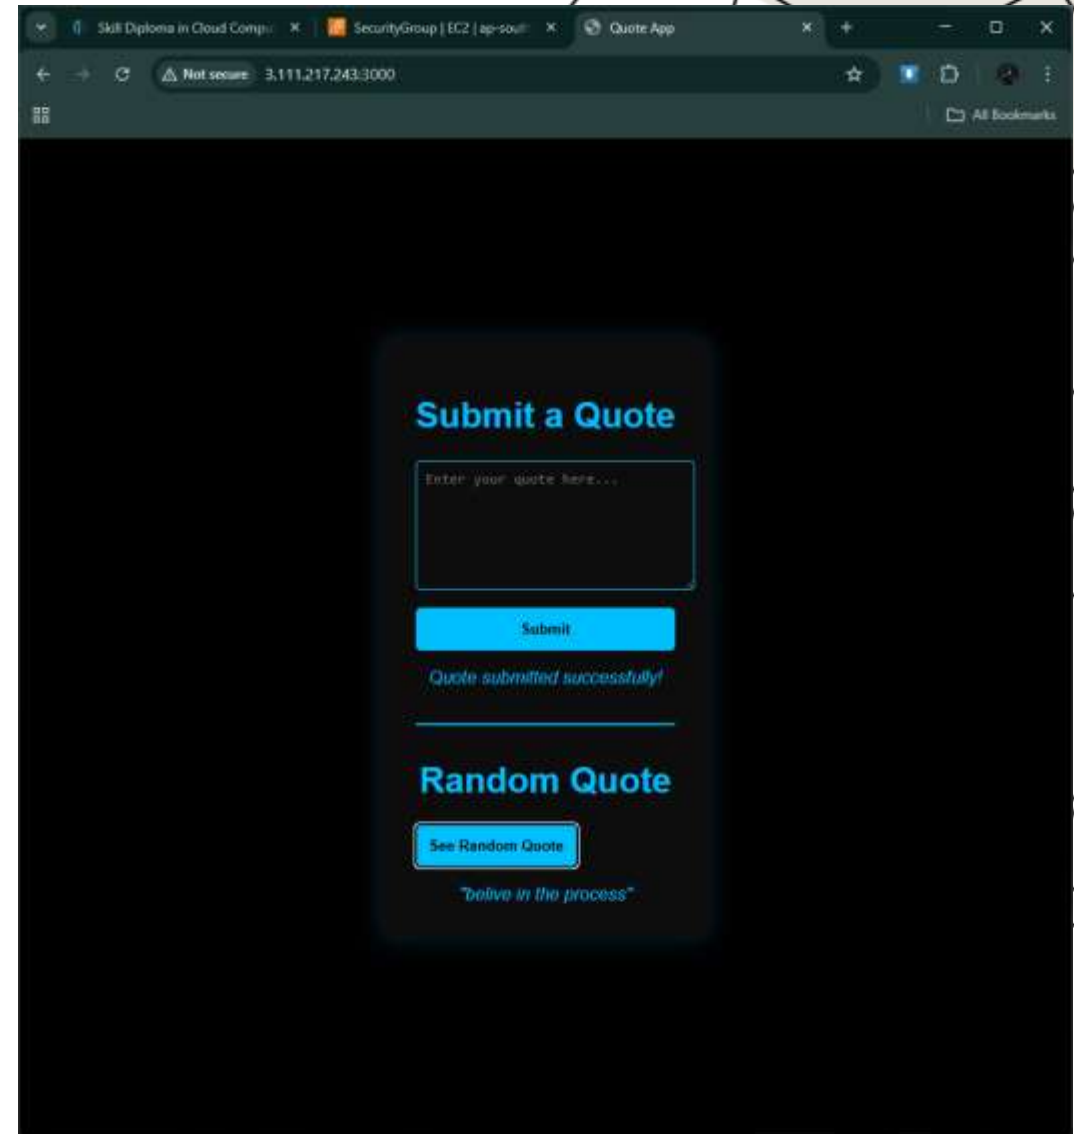 Skill Diploma in Cloud Compu
SecurityGroup | EC2 | ap-sout
Quote App
Not secure
3.111.217.243:3000
All Bookmarks
Submit a Quote
Enter your quote here...
Submit
Quote submitted successfully!
Random Quote
See Random Quote
"belive in the process"